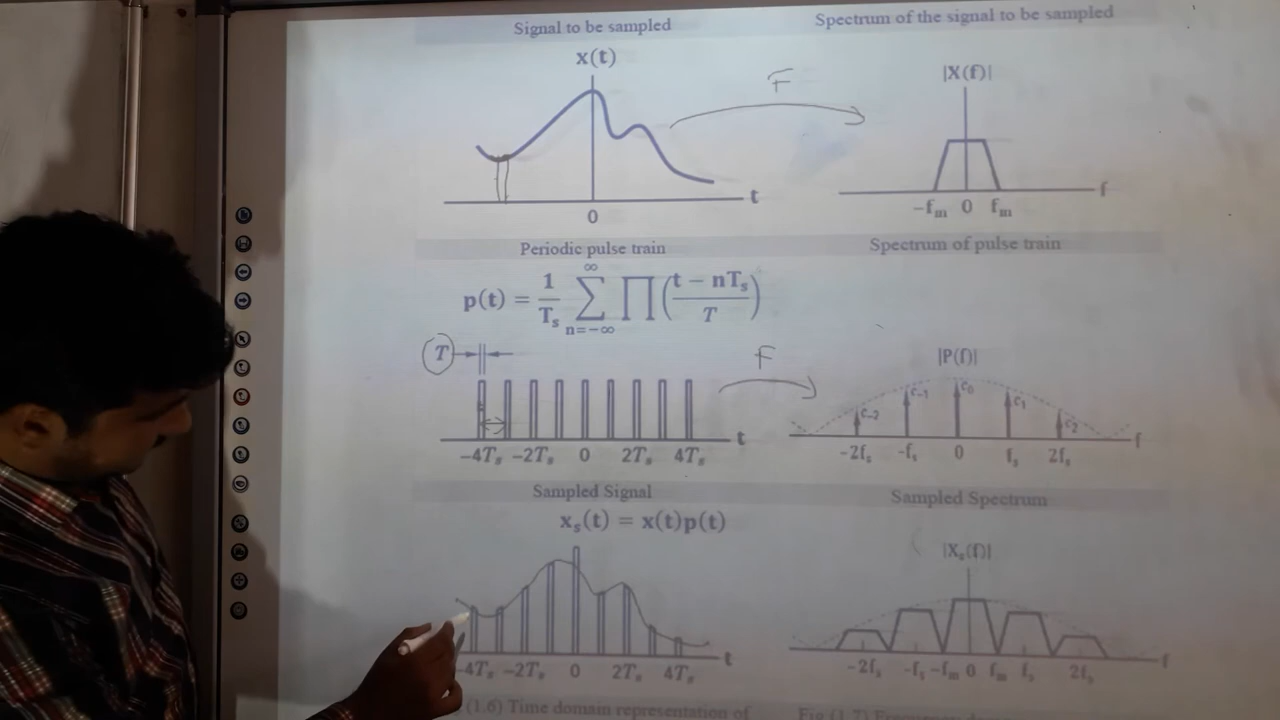 Signal to be sampled
Spectrum of the signal to be sampled
x(t)
F
|X(f)|
t
f
0
-fₘ 0 fₘ
Periodic pulse train
Spectrum of pulse train
p(t) = 1/Tₛ ∑ n=-∞ ∞ ∏ (t - nTₛ / T)
T
F
|P(f)|
c₋₂ c₋₁ c₀ c₁ c₂
t
f
-4Tₛ -2Tₛ 0 2Tₛ 4Tₛ
-2fₛ -fₛ 0 fₛ 2fₛ
Sampled Signal
Sampled Spectrum
xₛ(t) = x(t)p(t)
|Xₛ(f)|
t
f
-4Tₛ -2Tₛ 0 2Tₛ 4Tₛ
-2fₛ -fₛ -fₘ 0 fₘ fₛ 2fₛ
(1.6) Time domain representation of
Fig (1.7)